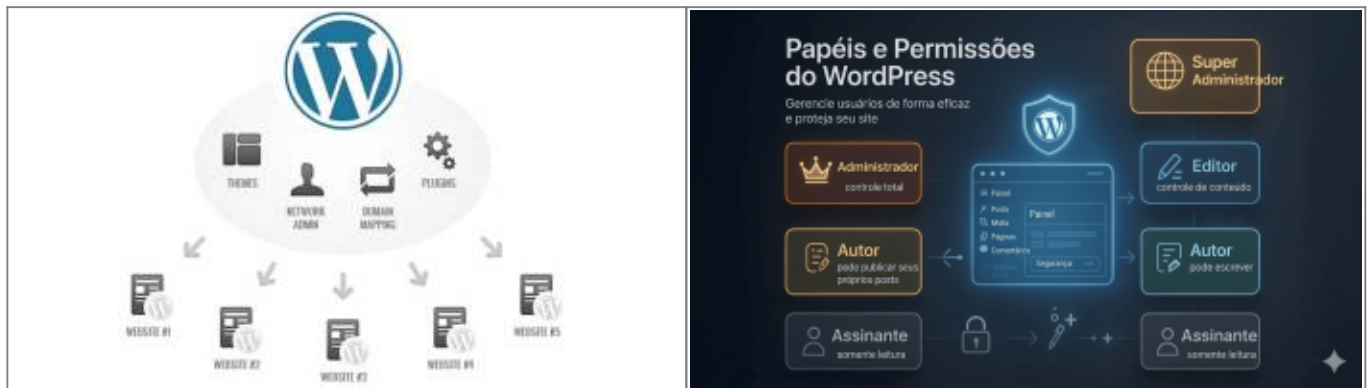 THEMES
NETWORK
ADMIN
DOMAIN
MAPPING
PLUGINS
WEBSITE #1
WEBSITE #2
WEBSITE #3
WEBSITE #4
WEBSITE #5
Papéis e Permissões
do WordPress
Gerencie usuários de forma eficaz
e proteja seu site
Super
Administrador
Administrador
controle total
Editor
controle de conteúdo
Painel
Posts
Mídia
Páginas
Comentários
Painel
Segurança
Autor
pode publicar seus
próprios posts
Autor
pode escrever
Assinante
somente leitura
Assinante
somente leitura